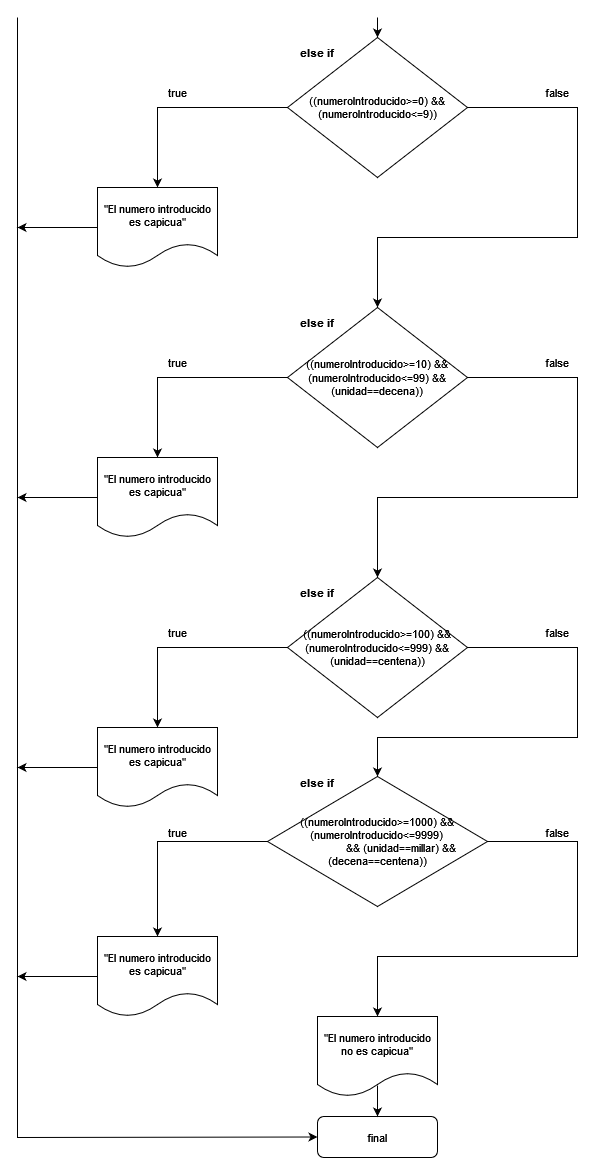 else if
true
false
((numeroIntroducido>=0) &&
(numeroIntroducido<=9))
"El numero introducido
es capicua"
else if
true
false
((numeroIntroducido>=10) &&
(numeroIntroducido<=99) &&
(unidad==decena))
"El numero introducido
es capicua"
else if
true
false
((numeroIntroducido>=100) &&
(numeroIntroducido<=999) &&
(unidad==centena))
"El numero introducido
es capicua"
else if
true
false
((numeroIntroducido>=1000) &&
(numeroIntroducido<=9999)
&& (unidad==millar) &&
(decena==centena))
"El numero introducido
es capicua"
"El numero introducido
no es capicua"
final